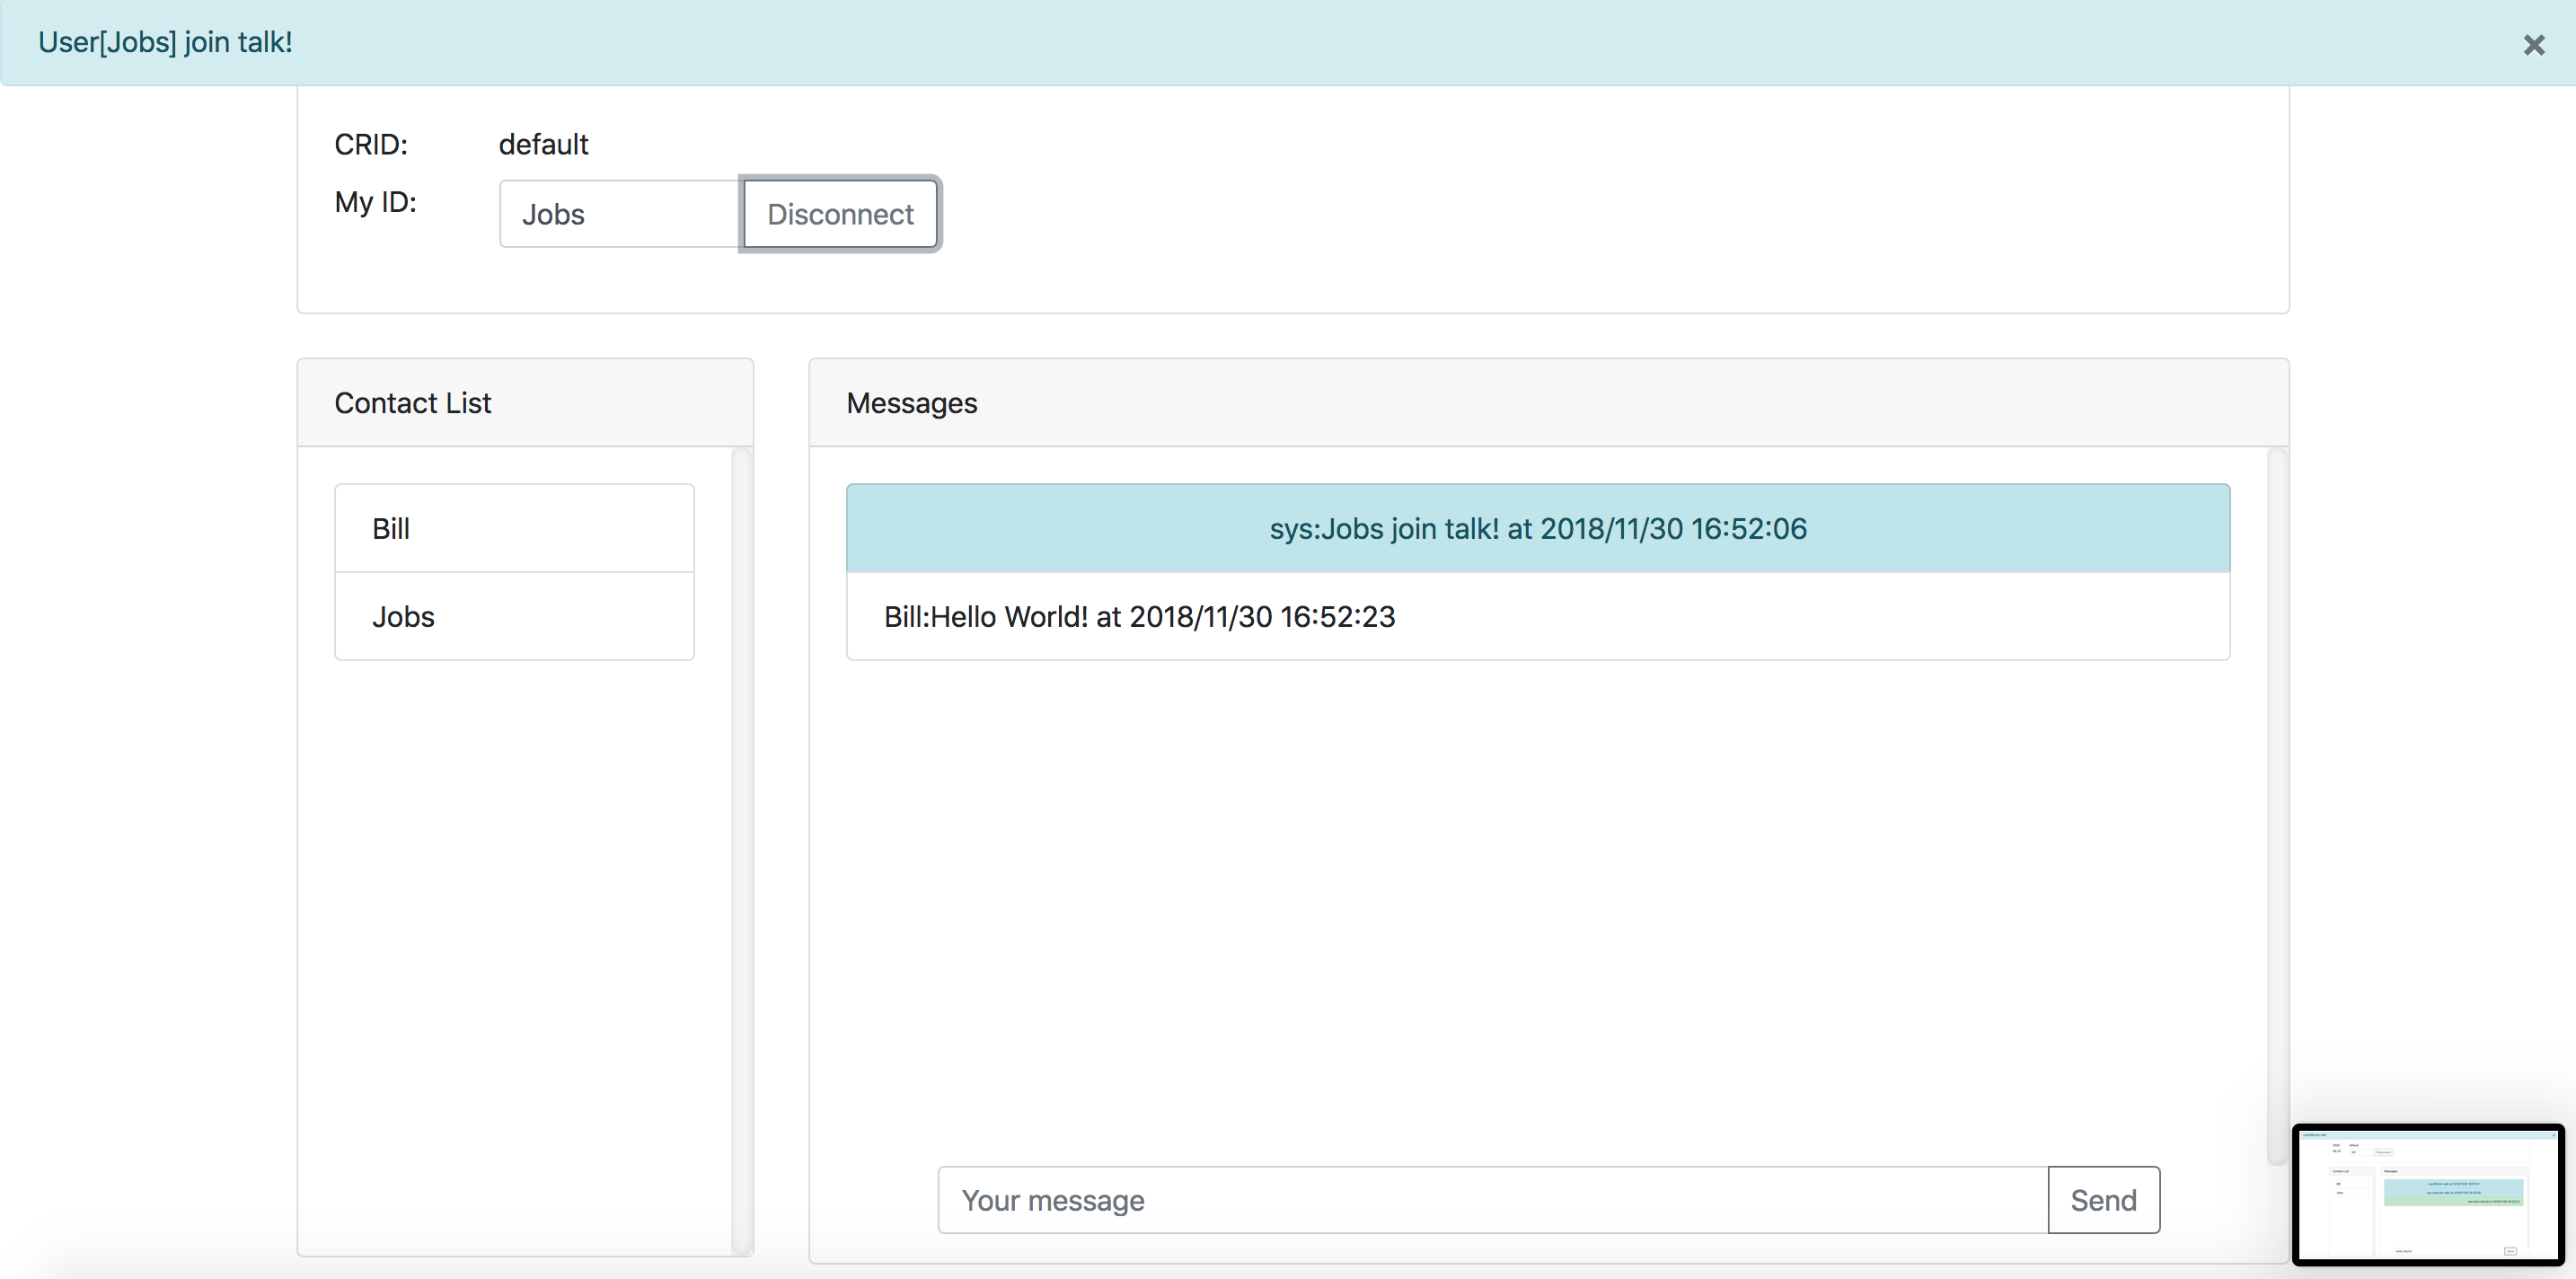 User[Jobs] join talk!
CRID: default
My ID: Jobs Disconnect
Contact List
Bill
Jobs
Messages
sys:Jobs join talk! at 2018/11/30 16:52:06
Bill:Hello World! at 2018/11/30 16:52:23
Your message Send